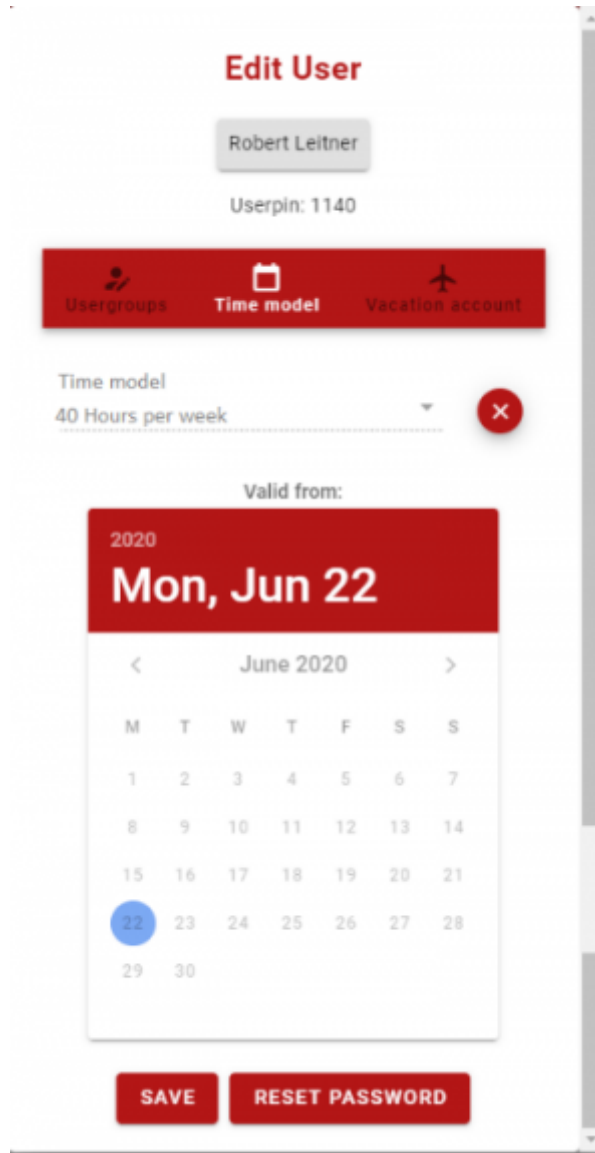 Edit User
Robert Leitner
Userpin: 1140
Usergroups Time model Vacation account
Time model
40 Hours per week
Valid from:
2020
Mon, Jun 22
June 2020
M T W T F S S
1 2 3 4 5 6 7
8 9 10 11 12 13 14
15 16 17 18 19 20 21
22 23 24 25 26 27 28
29 30
SAVE RESET PASSWORD